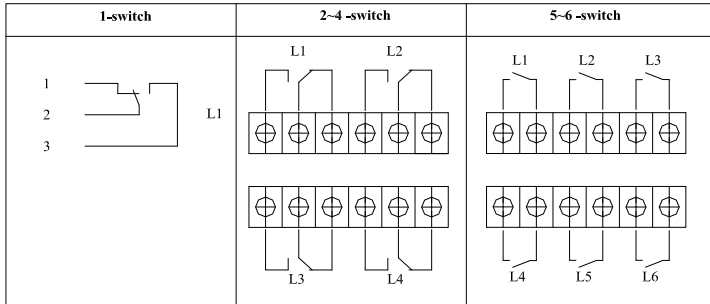 1-switch
2~4 -switch
5~6 -switch
1
2
3
L1
L1 L2
L3 L4
L1 L2 L3
L4 L5 L6